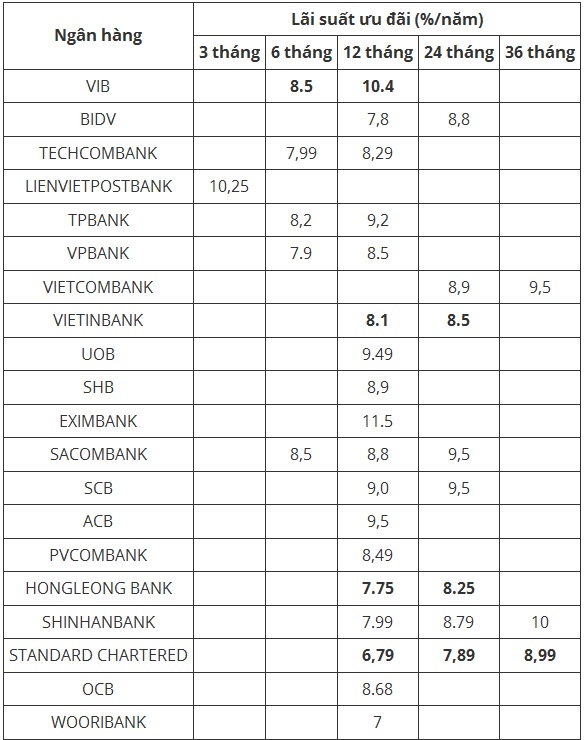 Ngân hàng Lãi suất ưu đãi (%/năm)
3 tháng 6 tháng 12 tháng 24 tháng 36 tháng
VIB 8.5 10.4
BIDV 7,8 8,8
TECHCOMBANK 7,99 8,29
LIENVIETPOSTBANK 10,25
TPBANK 8,2 9,2
VPBANK 7.9 8.5
VIETCOMBANK 8,9 9,5
VIETINBANK 8.1 8.5
UOB 9.49
SHB 8,9
EXIMBANK 11.5
SACOMBANK 8,5 8,8 9,5
SCB 9,0 9,5
ACB 9,5
PVCOMBANK 8,49
HONGLEONG BANK 7.75 8.25
SHINHANBANK 7.99 8.79 10
STANDARD CHARTERED 6,79 7,89 8,99
OCB 8.68
WOORIBANK 7